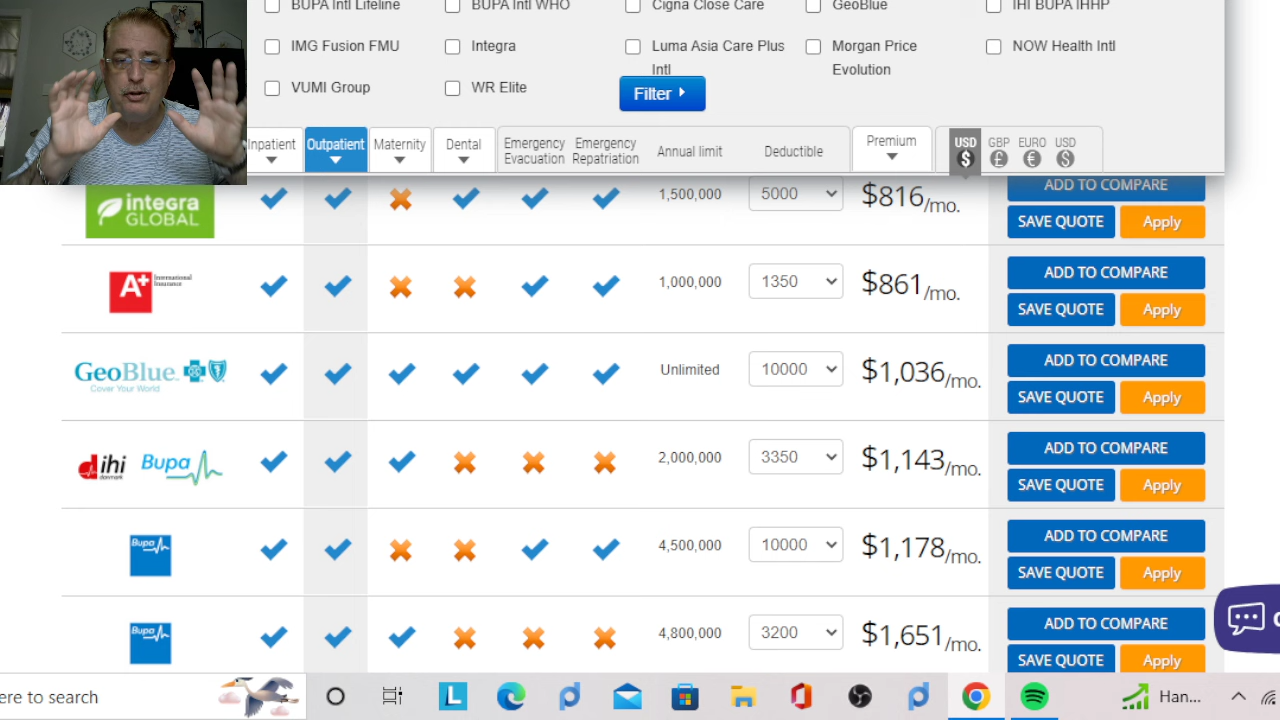 BUPA Intl Lifeline
BUPA Intl WHO
Cigna Close Care
GeoBlue
IHI BUPA IHHP
IMG Fusion FMU
Integra
Luma Asia Care Plus
Intl
Morgan Price
Evolution
NOW Health Intl
VUMI Group
WR Elite
Filter
Inpatient
Outpatient
Maternity
Dental
Emergency
Evacuation
Emergency
Repatriation
Annual limit
Deductible
Premium
USD
$
GBP
£
EURO
€
USD
$
integra
GLOBAL
1,500,000
5000
$816/mo.
ADD TO COMPARE
SAVE QUOTE
Apply
A+ International
Insurance
1,000,000
1350
$861/mo.
ADD TO COMPARE
SAVE QUOTE
Apply
GeoBlue
Cover Your World
Unlimited
10000
$1,036/mo.
ADD TO COMPARE
SAVE QUOTE
Apply
ihi Bupa
danmark
2,000,000
3350
$1,143/mo.
ADD TO COMPARE
SAVE QUOTE
Apply
Bupa
4,500,000
10000
$1,178/mo.
ADD TO COMPARE
SAVE QUOTE
Apply
Bupa
4,800,000
3200
$1,651/mo.
ADD TO COMPARE
SAVE QUOTE
Apply
ere to search
L
Han...